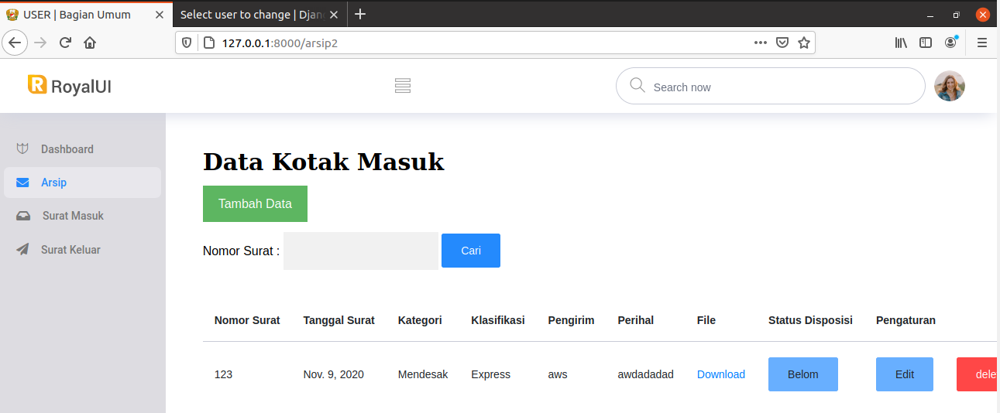 USER | Bagian Umum
Select user to change | Djan
127.0.0.1:8000/arsip2
RoyalUI
Search now
Dashboard
Arsip
Surat Masuk
Surat Keluar
Data Kotak Masuk
Tambah Data
Nomor Surat : Cari
Nomor Surat Tanggal Surat Kategori Klasifikasi Pengirim Perihal File Status Disposisi Pengaturan
123 Nov. 9, 2020 Mendesak Express aws awdadadad Download Belom Edit dele